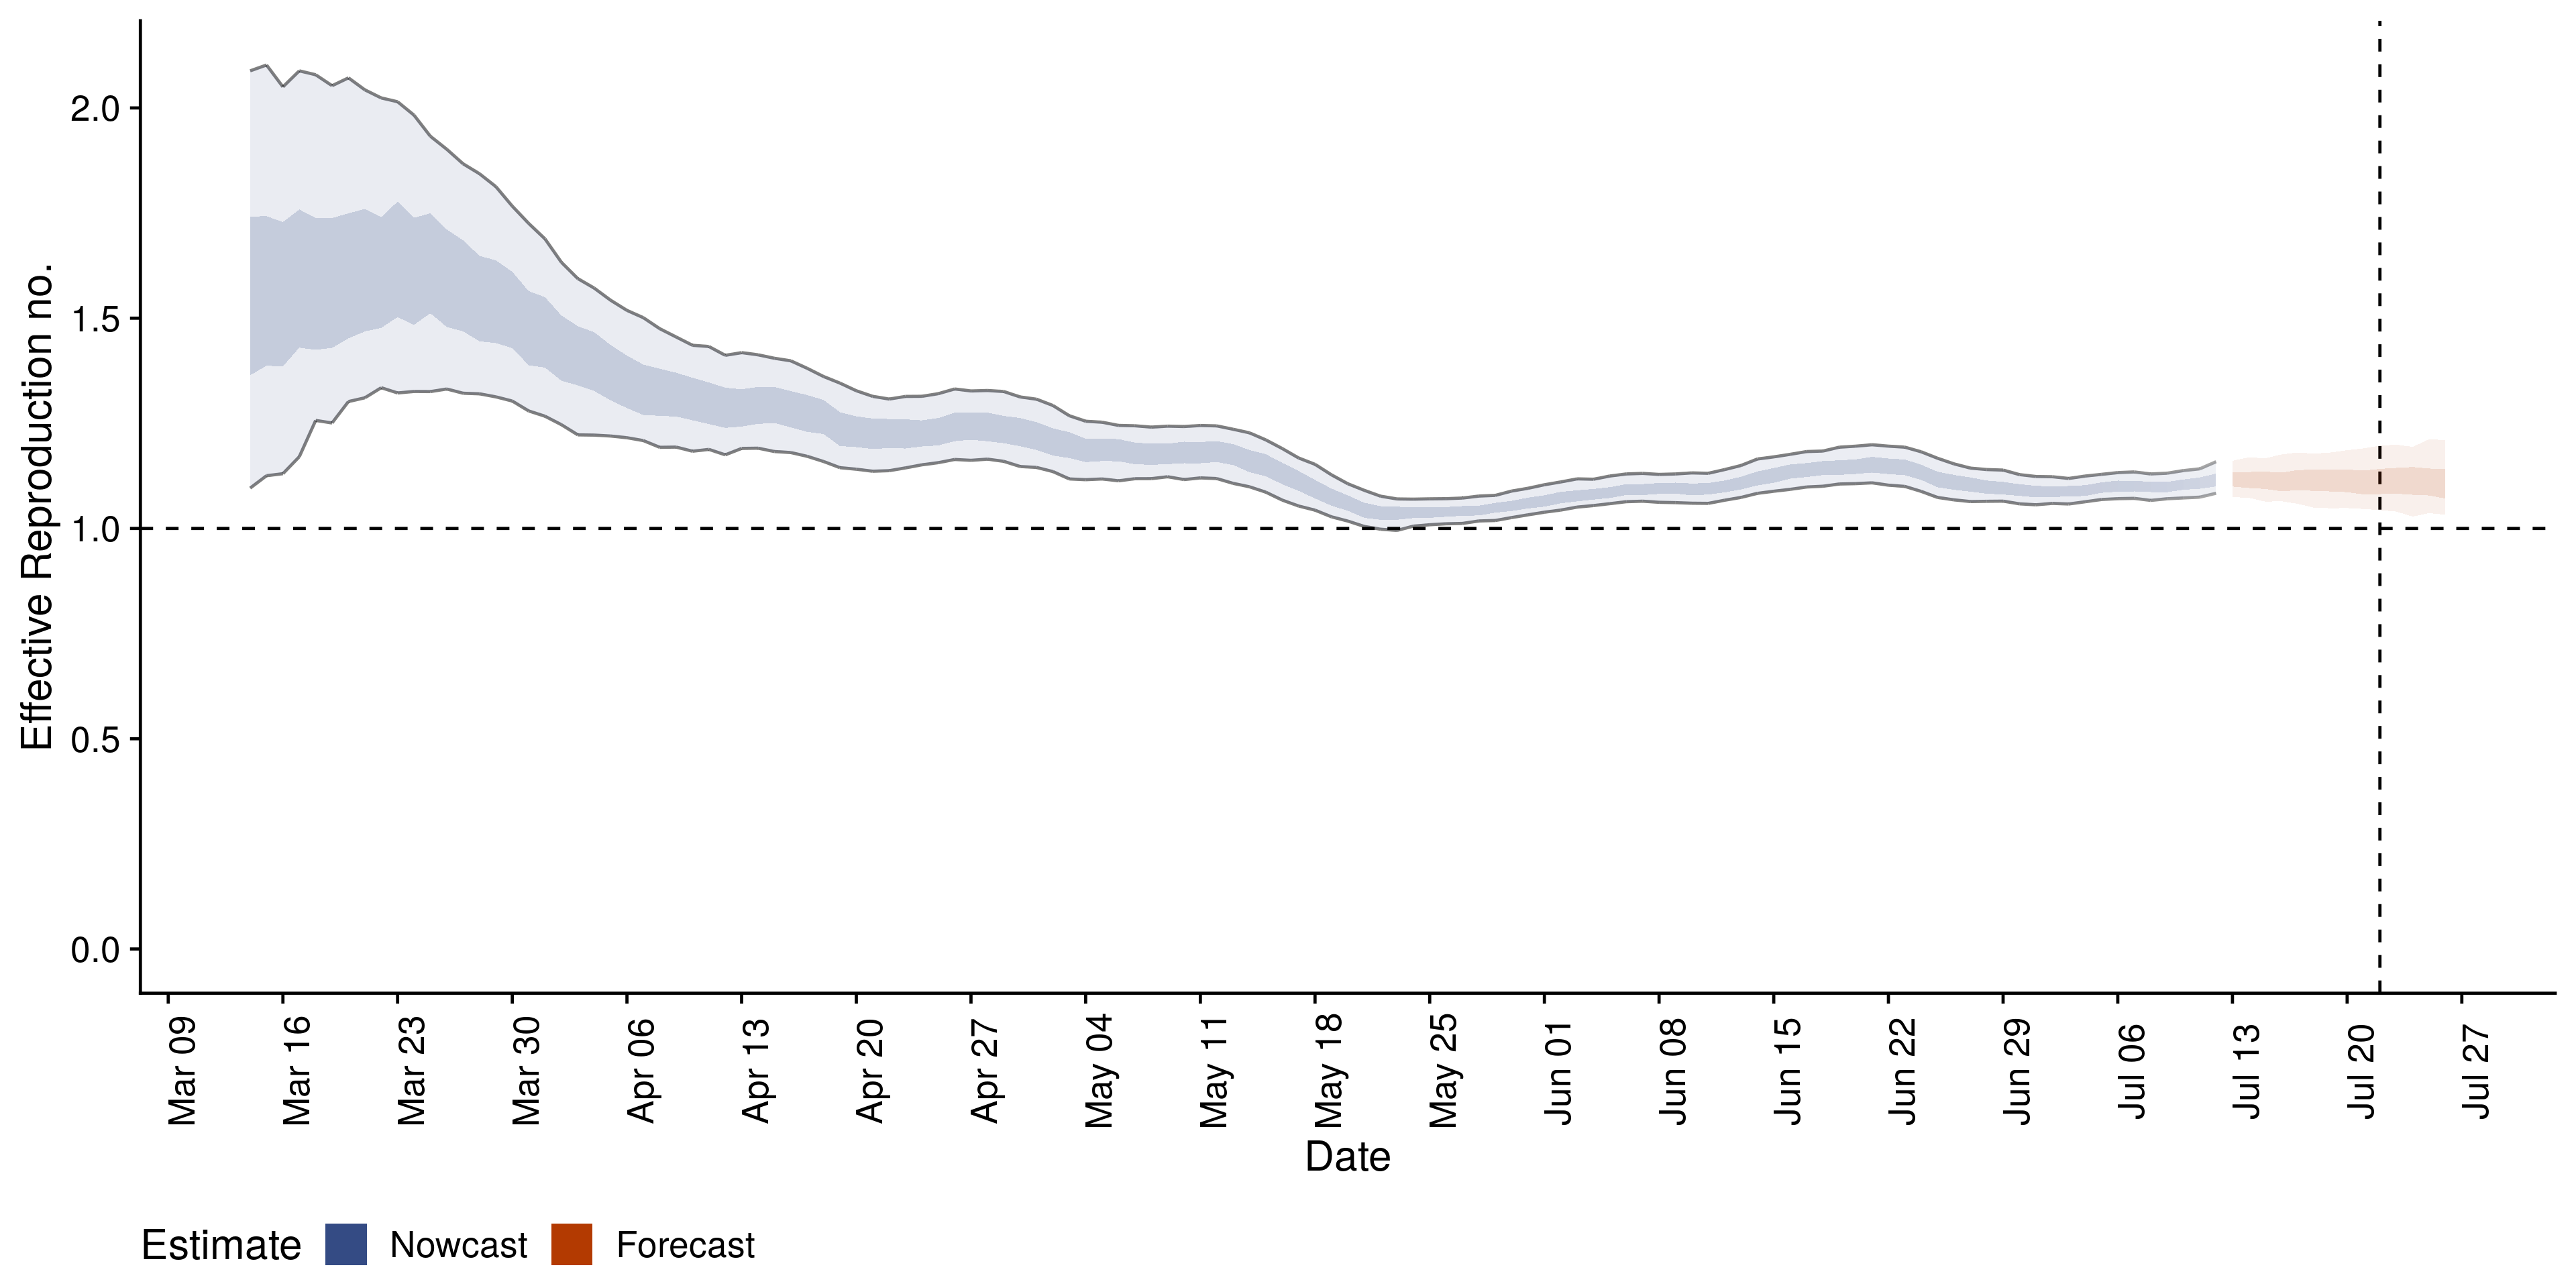 Effective Reproduction no.
2.0
1.5
1.0
0.5
0.0
Mar 09
Mar 16
Mar 23
Mar 30
Apr 06
Apr 13
Apr 20
Apr 27
May 04
May 11
May 18
May 25
Jun 01
Jun 08
Jun 15
Jun 22
Jun 29
Jul 06
Jul 13
Jul 20
Jul 27
Date
Estimate Nowcast Forecast